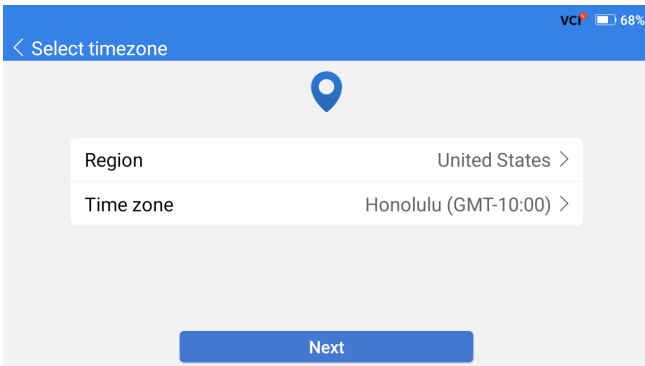 VCI 68%
Select timezone
Region United States
Time zone Honolulu (GMT-10:00)
Next